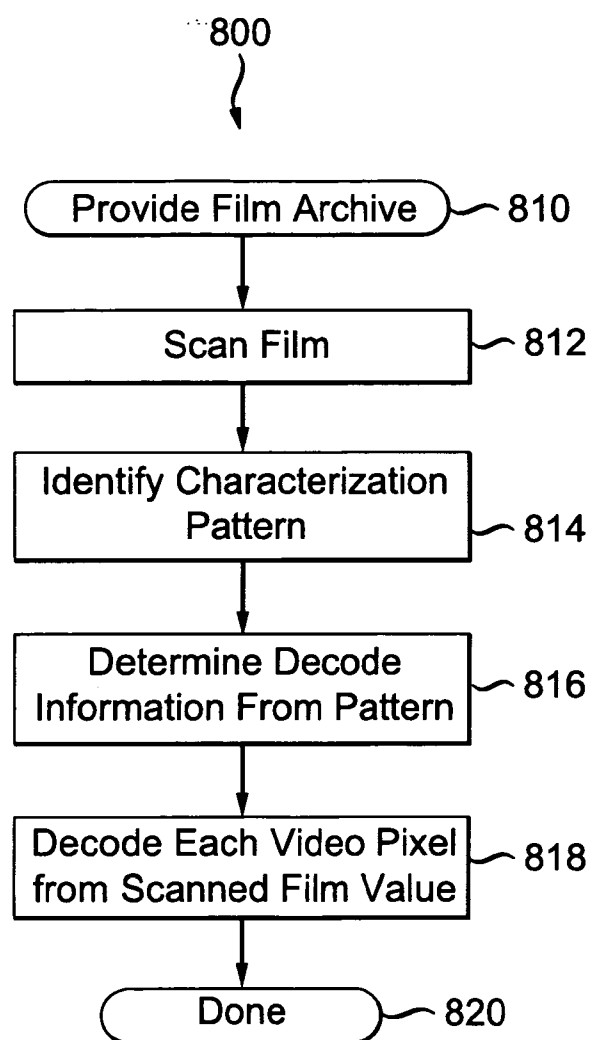 800
Provide Film Archive 810
Scan Film 812
Identify Characterization
Pattern 814
Determine Decode
Information From Pattern 816
Decode Each Video Pixel
from Scanned Film Value 818
Done 820